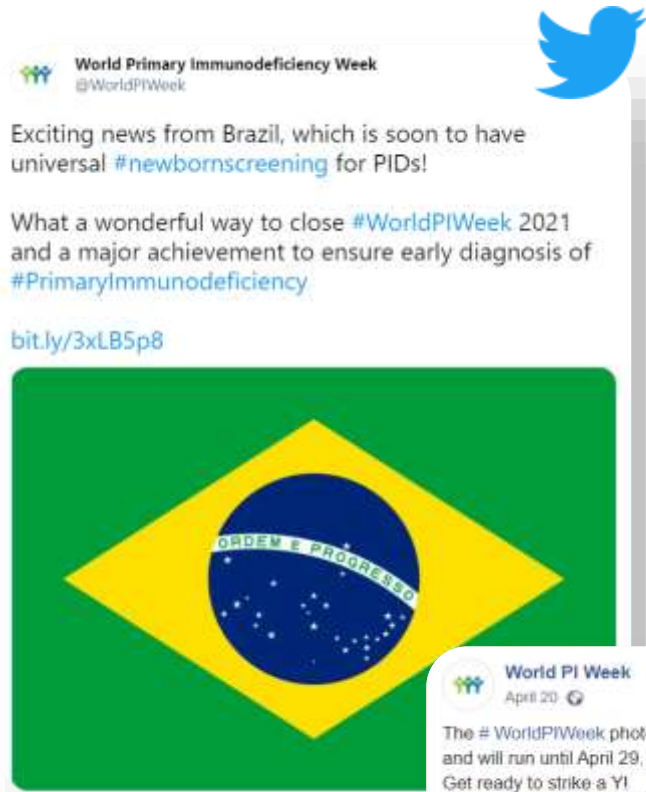 World Primary Immunodeficiency Week
@WorldPIWeek
Exciting news from Brazil, which is soon to have
universal #newbornscreening for PIDs!
What a wonderful way to close #WorldPIWeek 2021
and a major achievement to ensure early diagnosis of
#PrimaryImmunodeficiency
bit.ly/3xLB5p8
ORDEM E PROGRESSO
World PI Week
April 20
The # WorldPIWeek phot
and will run until April 29.
Get ready to strike a Y!